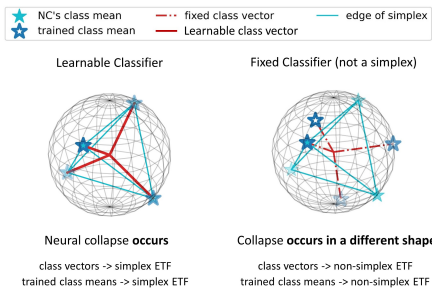 NC's class mean
fixed class vector
edge of simplex
trained class mean
Learnable class vector
Learnable Classifier
Fixed Classifier (not a simplex)
Neural collapse occurs
Collapse occurs in a different shape
class vectors -> simplex ETF
class vectors -> non-simplex ETF
trained class means -> simplex ETF
trained class means -> non-simplex ETF